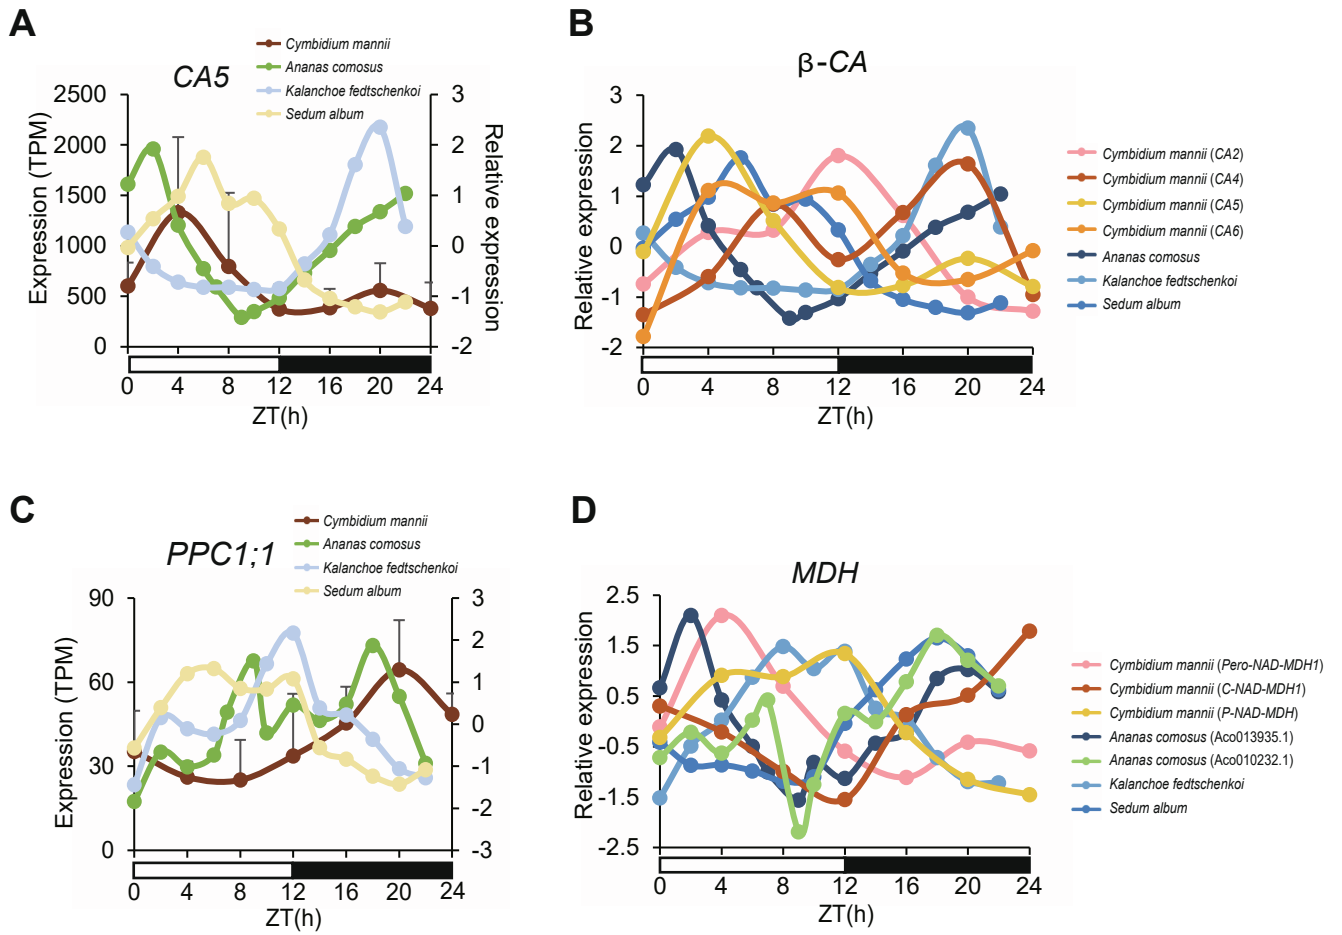 A
CA5
Cymbidium mannii
Ananas comosus
Kalanchoe fedtschenkoi
Sedum album
Expression (TPM)
2500
2000
1500
1000
500
0
3
2
1
0
-1
-2
Relative expression
0 4 8 12 16 20 24
ZT(h)
B
β-CA
Relative expression
3
2
1
0
-1
-2
0 4 8 12 16 20 24
ZT(h)
Cymbidium mannii (CA2)
Cymbidium mannii (CA4)
Cymbidium mannii (CA5)
Cymbidium mannii (CA6)
Ananas comosus
Kalanchoe fedtschenkoi
Sedum album
C
PPC1;1
Cymbidium mannii
Ananas comosus
Kalanchoe fedtschenkoi
Sedum album
Expression (TPM)
90
60
30
0
3
2
1
0
-1
-2
-3
0 4 8 12 16 20 24
ZT(h)
D
MDH
Relative expression
2.5
1.5
0.5
-0.5
-1.5
-2.5
0 4 8 12 16 20 24
ZT(h)
Cymbidium mannii (Pero-NAD-MDH1)
Cymbidium mannii (C-NAD-MDH1)
Cymbidium mannii (P-NAD-MDH)
Ananas comosus (Aco013935.1)
Ananas comosus (Aco010232.1)
Kalanchoe fedtschenkoi
Sedum album